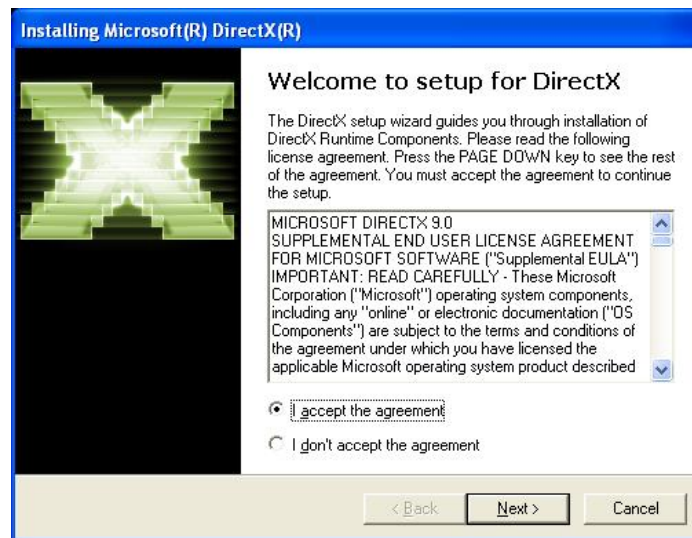 Installing Microsoft(R) DirectX(R)
Welcome to setup for DirectX
The DirectX setup wizard guides you through installation of
DirectX Runtime Components. Please read the following
license agreement. Press the PAGE DOWN key to see the rest
of the agreement. You must accept the agreement to continue
the setup.
MICROSOFT DIRECTX 9.0
SUPPLEMENTAL END USER LICENSE AGREEMENT
FOR MICROSOFT SOFTWARE ("Supplemental EULA")
IMPORTANT: READ CAREFULLY - These Microsoft
Corporation ("Microsoft") operating system components,
including any "online" or electronic documentation ("OS
Components") are subject to the terms and conditions of
the agreement under which you have licensed the
applicable Microsoft operating system product described
I accept the agreement
I don't accept the agreement
< Back Next > Cancel